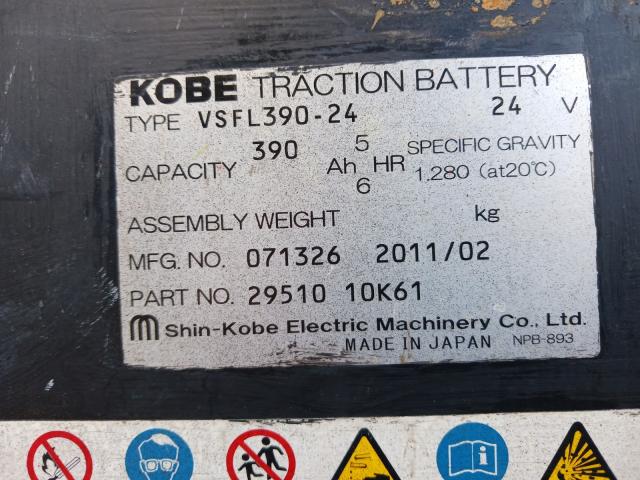 KOBE TRACTION BATTERY
TYPE VSFL390-24 24 V
CAPACITY 390 Ah 5 HR 6 SPECIFIC GRAVITY 1.280 (at20℃)
ASSEMBLY WEIGHT kg
MFG. NO. 071326 2011/02
PART NO. 29510 10K61
Shin-Kobe Electric Machinery Co., Ltd.
MADE IN JAPAN NPB-893